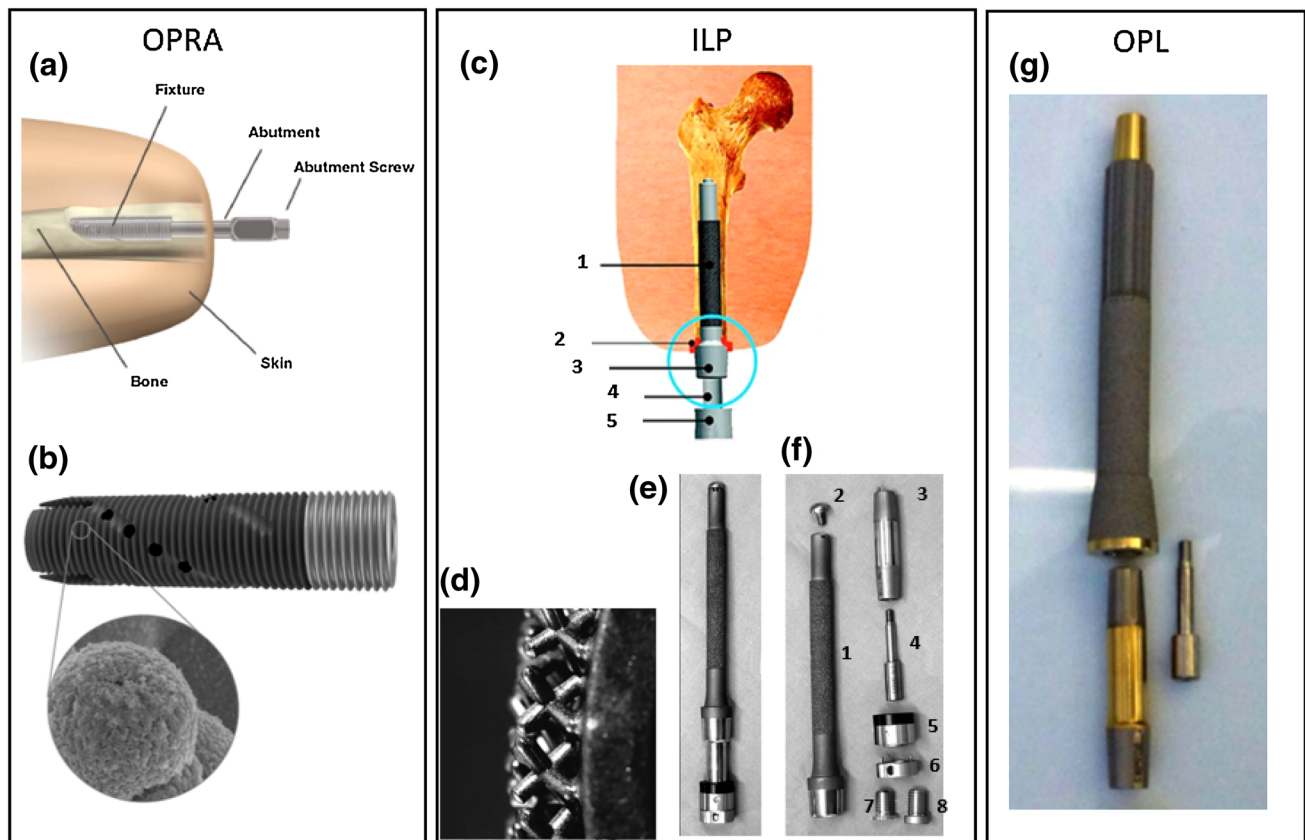 OPRA
(a)
Fixture
Abutment
Abutment Screw
Skin
Bone
(b)
ILP
(c)
1
2
3
4
5
(d)
(e)
(f)
2
3
1
4
5
6
7
8
OPL
(g)